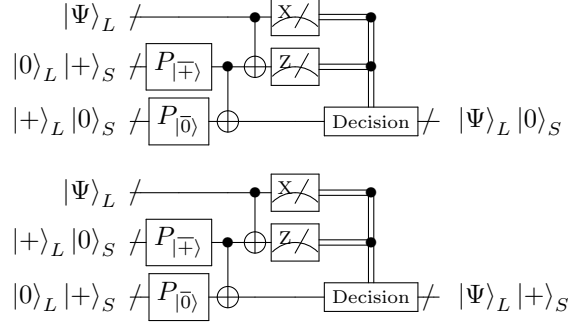 |Ψ⟩_L X
|0⟩_L |+⟩_S P_{|\overline{+}⟩} Z
|+⟩_L |0⟩_S P_{|\overline{0}⟩} Decision |Ψ⟩_L |0⟩_S
|Ψ⟩_L X
|+⟩_L |0⟩_S P_{|\overline{+}⟩} Z
|0⟩_L |+⟩_S P_{|\overline{0}⟩} Decision |Ψ⟩_L |+⟩_S